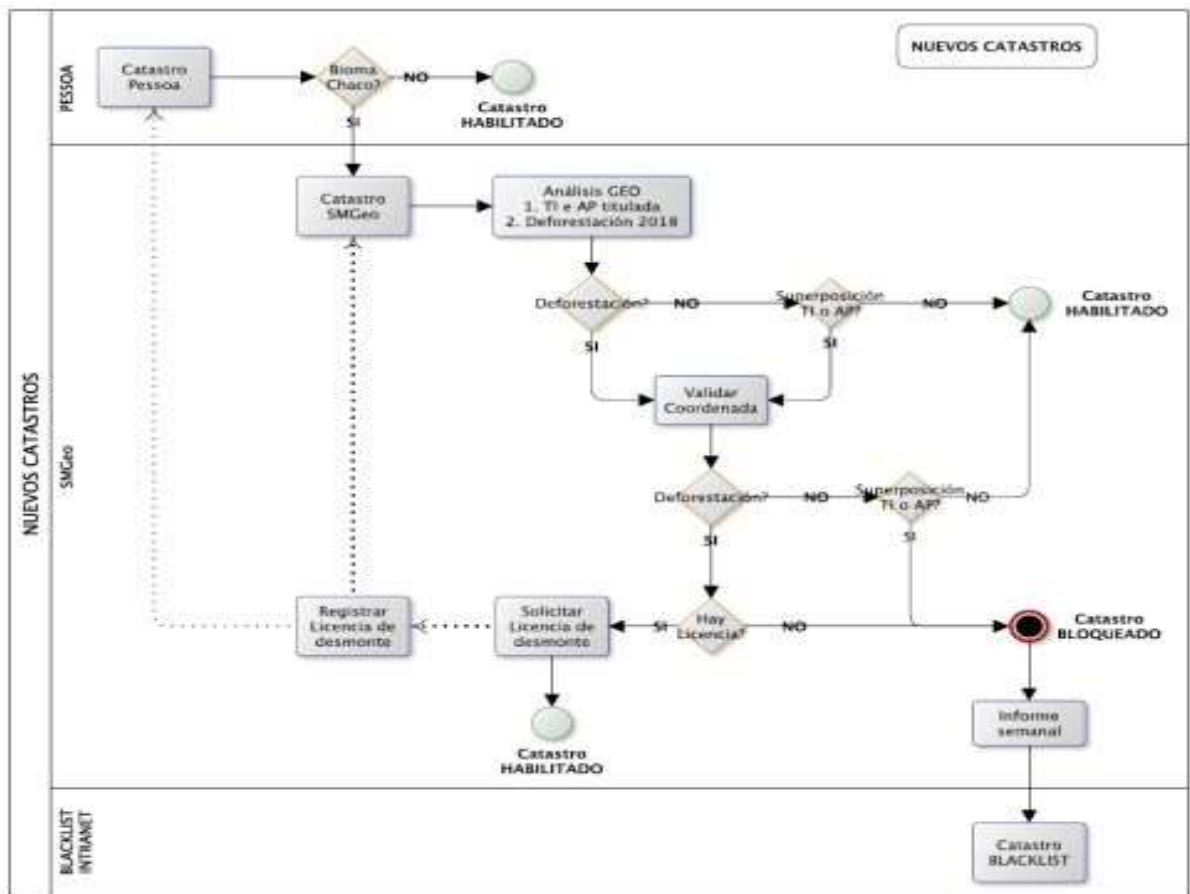 NUEVOS CATASTROS
PESSOA
NUEVOS CATASTROS
Catastro
Pessoa
Bioma
Chaco?
NO
Catastro
HABILITADO
SI
SMGeo
Catastro
SMGeo
Análisis GEO
1. TI e AP titulada
2. Deforestación 2018
Deforestación?
NO
Superposición
TI o AP?
NO
Catastro
HABILITADO
SI
SI
Validar
Coordenada
Deforestación?
NO
Superposición
TI o AP?
NO
SI
SI
Registrar
Licencia de
desmonte
Solicitar
Licencia de
desmonte
SI
Hay
Licencia?
NO
Catastro
BLOQUEADO
Catastro
HABILITADO
Informe
semanal
BLACKLIST
INTRANET
Catastro
BLACKLIST